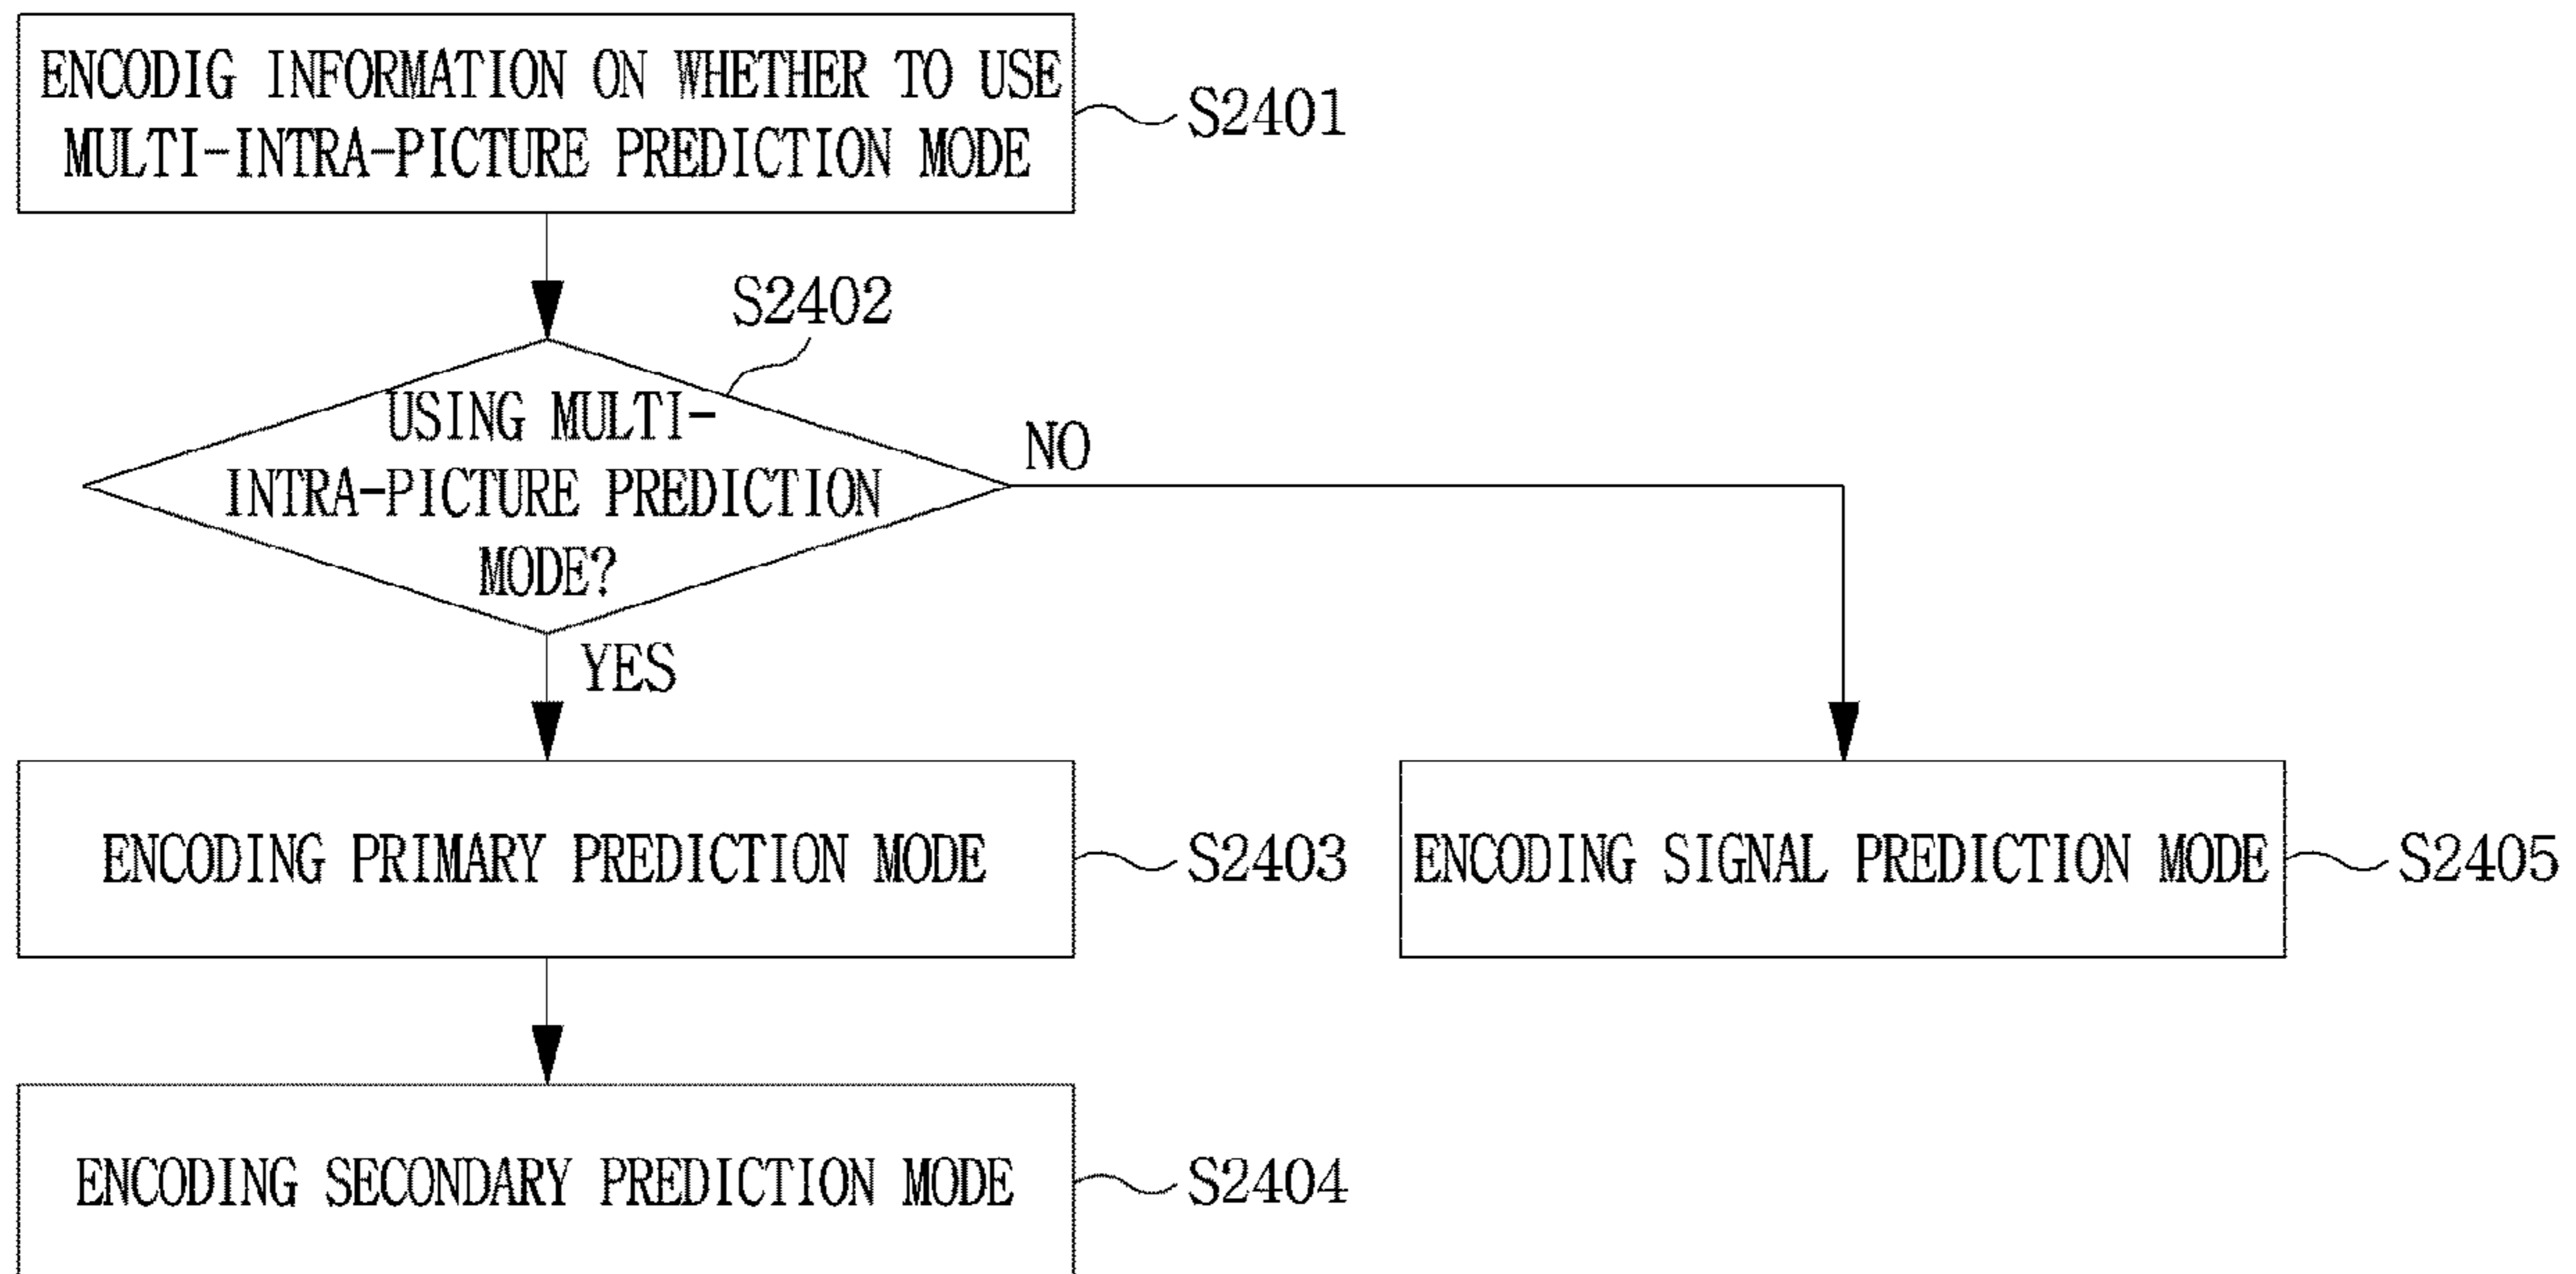 ENCODIG INFORMATION ON WHETHER TO USE
MULTI-INTRA-PICTURE PREDICTION MODE
S2401
S2402
USING MULTI-
INTRA-PICTURE PREDICTION
MODE?
NO
YES
ENCODING PRIMARY PREDICTION MODE
S2403
ENCODING SIGNAL PREDICTION MODE
S2405
ENCODING SECONDARY PREDICTION MODE
S2404